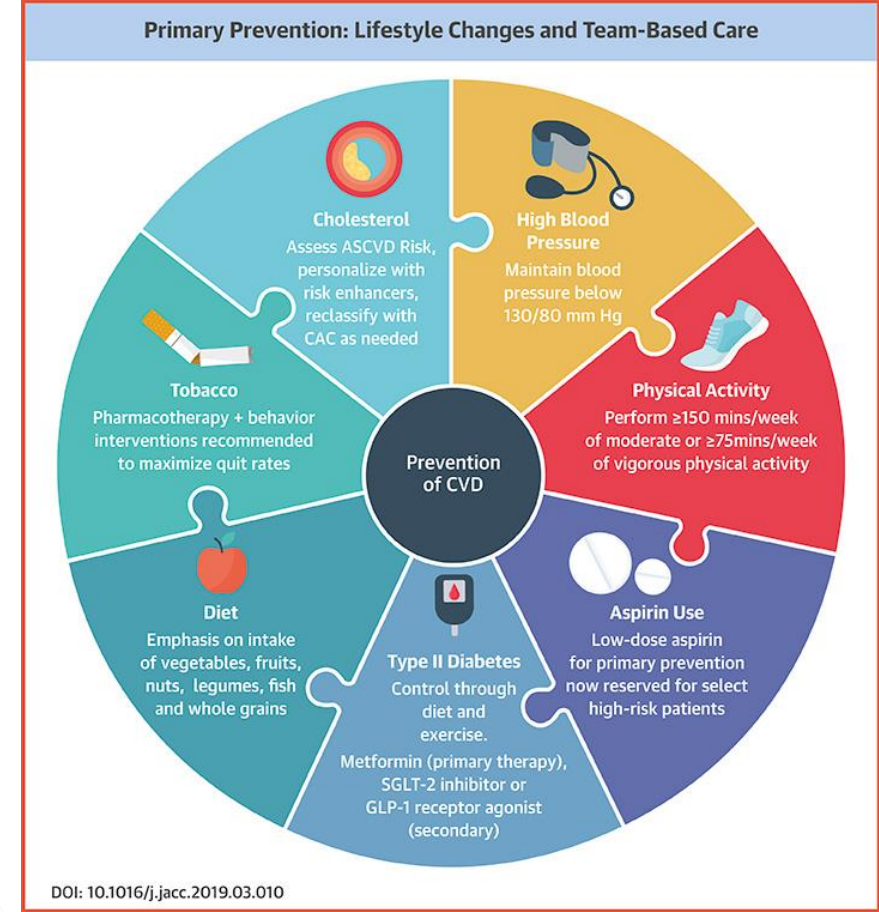 Primary Prevention: Lifestyle Changes and Team-Based Care
Cholesterol
Assess ASCVD Risk,
personalize with
risk enhancers,
reclassify with
CAC as needed
High Blood
Pressure
Maintain blood
pressure below
130/80 mm Hg
Tobacco
Pharmacotherapy + behavior
interventions recommended
to maximize quit rates
Physical Activity
Perform ≥150 mins/week
of moderate or ≥75mins/week
of vigorous physical activity
Prevention
of CVD
Diet
Emphasis on intake
of vegetables, fruits,
nuts, legumes, fish
and whole grains
Type II Diabetes
Control through
diet and
exercise.
Metformin (primary therapy),
SGLT-2 inhibitor or
GLP-1 receptor agonist
(secondary)
Aspirin Use
Low-dose aspirin
for primary prevention
now reserved for select
high-risk patients
DOI: 10.1016/j.jacc.2019.03.010